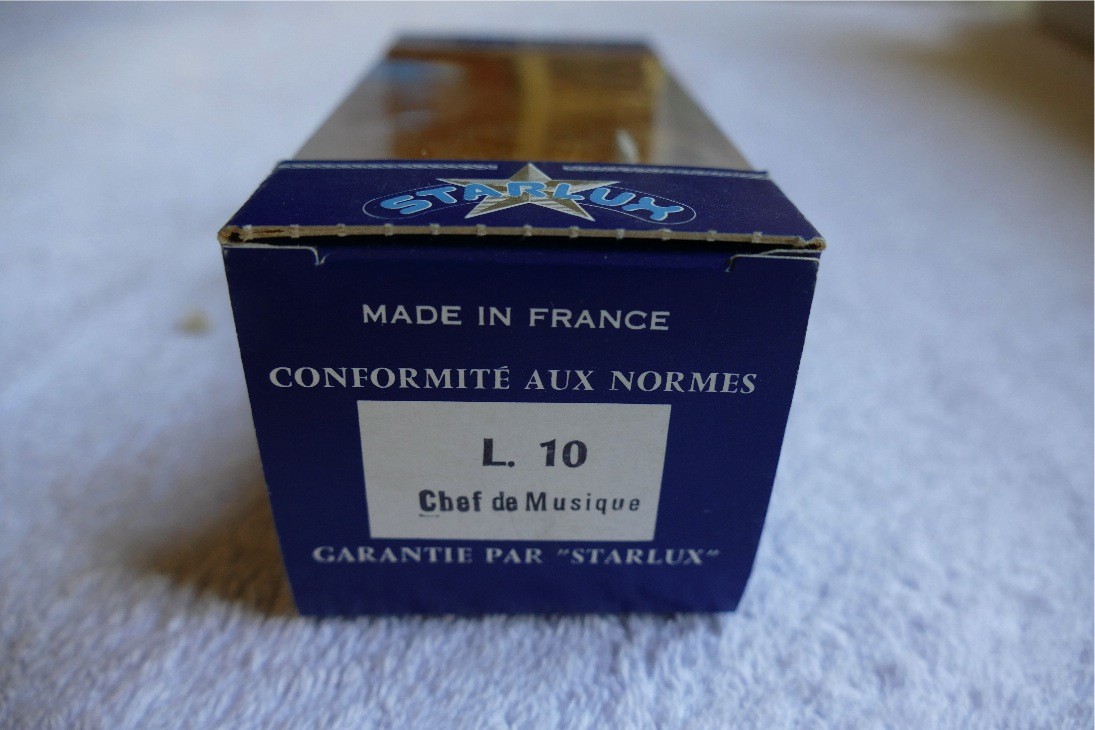 STARLUX
MADE IN FRANCE
CONFORMITÉ AUX NORMES
L. 10
Chef de Musique
GARANTIE PAR "STARLUX"